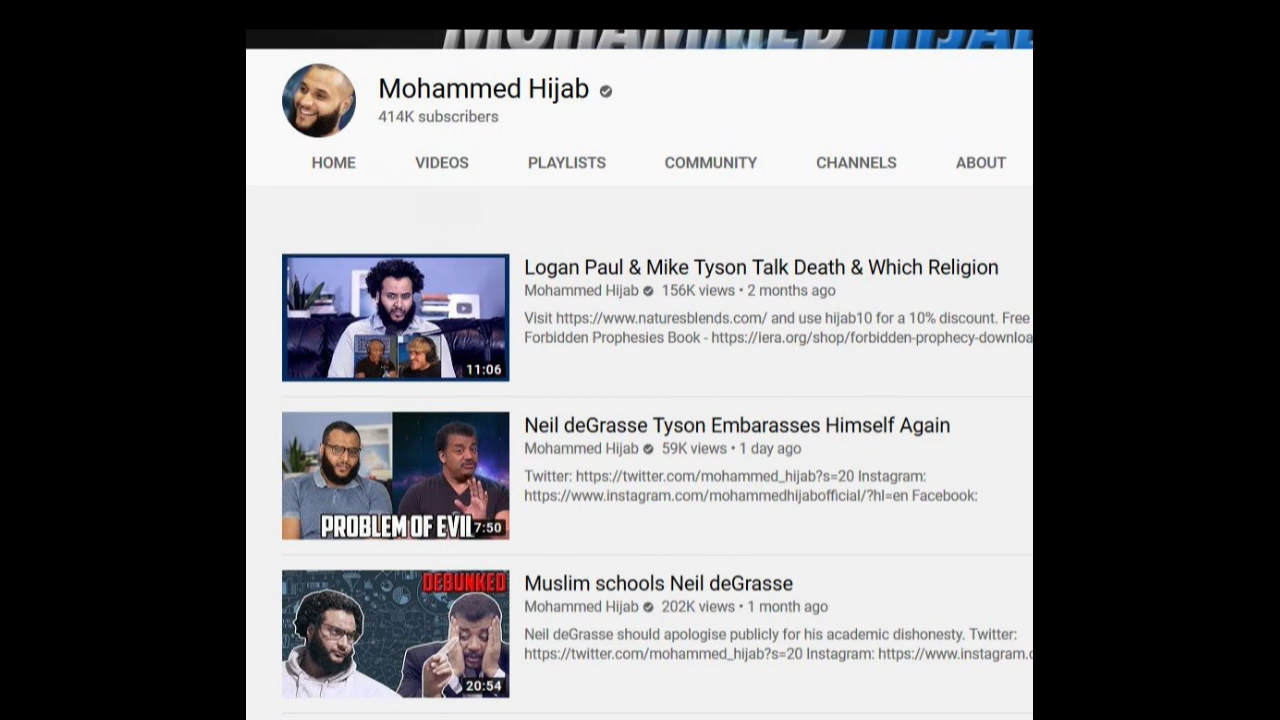 MOHAMMED HIJAB
Mohammed Hijab
414K subscribers
HOME VIDEOS PLAYLISTS COMMUNITY CHANNELS ABOUT
11:06
Logan Paul & Mike Tyson Talk Death & Which Religion
Mohammed Hijab 156K views • 2 months ago
Visit https://www.naturesblends.com/ and use hijab10 for a 10% discount. Free
Forbidden Prophesies Book - https://iera.org/shop/forbidden-prophecy-downloa
PROBLEM OF EVIL 7:50
Neil deGrasse Tyson Embarasses Himself Again
Mohammed Hijab 59K views • 1 day ago
Twitter: https://twitter.com/mohammed_hijab?s=20 Instagram:
https://www.instagram.com/mohammedhijabofficial/?hl=en Facebook:
DEBUNKED
20:54
Muslim schools Neil deGrasse
Mohammed Hijab 202K views • 1 month ago
Neil deGrasse should apologise publicly for his academic dishonesty. Twitter:
https://twitter.com/mohammed_hijab?s=20 Instagram: https://www.instagram.c